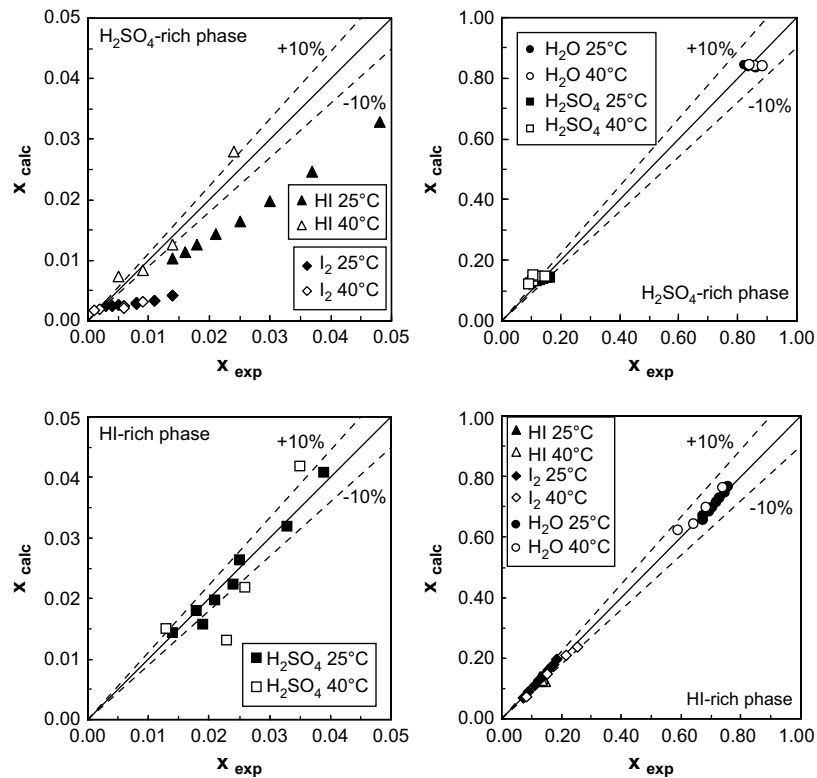 H2SO4-rich phase
+10%
-10%
HI 25°C
HI 40°C
I2 25°C
I2 40°C
0.05
0.04
0.03
0.02
0.01
0.00
0.00
0.01
0.02
0.03
0.04
0.05
x calc
x exp
H2O 25°C
H2O 40°C
H2SO4 25°C
H2SO4 40°C
+10%
-10%
H2SO4-rich phase
1.00
0.80
0.60
0.40
0.20
0.00
0.00
0.20
0.40
0.60
0.80
1.00
x calc
x exp
HI-rich phase
+10%
-10%
H2SO4 25°C
H2SO4 40°C
0.05
0.04
0.03
0.02
0.01
0.00
0.00
0.01
0.02
0.03
0.04
0.05
x calc
x exp
HI 25°C
HI 40°C
I2 25°C
I2 40°C
H2O 25°C
H2O 40°C
+10%
-10%
HI-rich phase
1.00
0.80
0.60
0.40
0.20
0.00
0.00
0.20
0.40
0.60
0.80
1.00
x calc
x exp